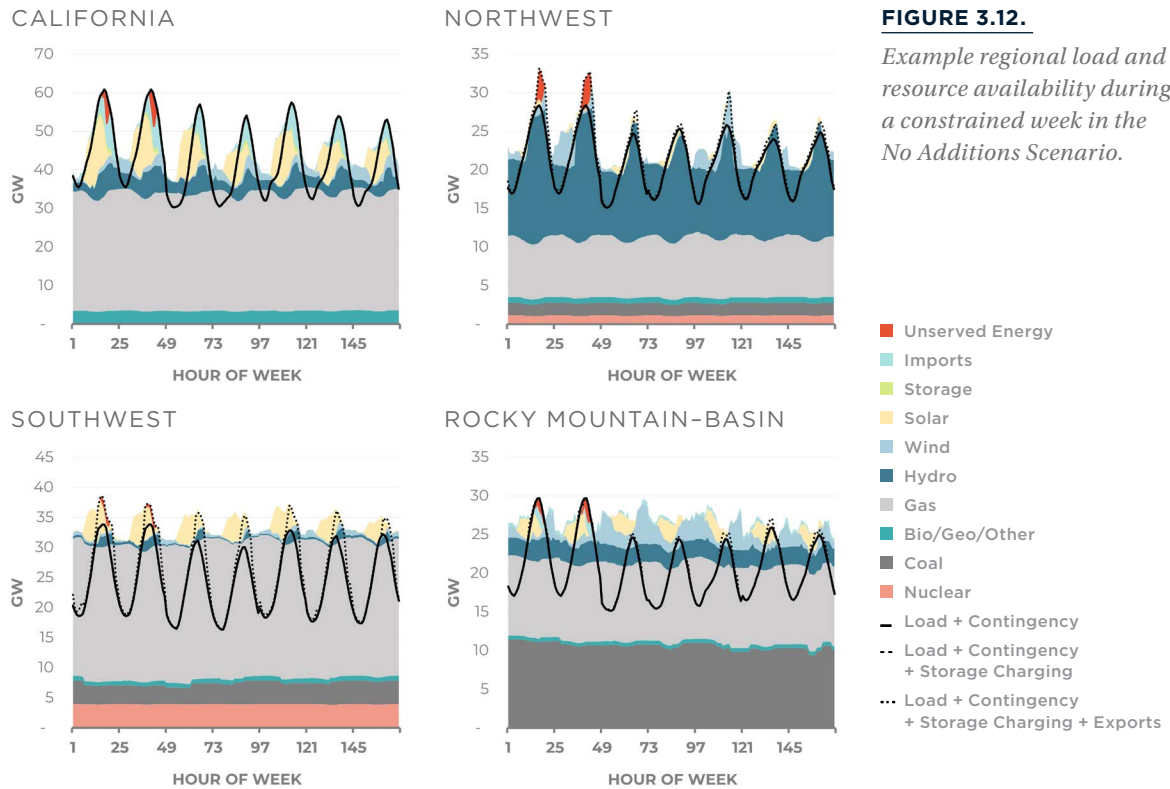 CALIFORNIA
70
60
50
40
30
20
10
-
GW
1 25 49 73 97 121 145
HOUR OF WEEK
NORTHWEST
35
30
25
20
15
10
5
-
GW
1 25 49 73 97 121 145
HOUR OF WEEK
FIGURE 3.12.
Example regional load and
resource availability during
a constrained week in the
No Additions Scenario.
SOUTHWEST
45
40
35
30
25
20
15
10
5
-
GW
1 25 49 73 97 121 145
HOUR OF WEEK
ROCKY MOUNTAIN–BASIN
35
30
25
20
15
10
5
-
GW
1 25 49 73 97 121 145
HOUR OF WEEK
Unserved Energy
Imports
Storage
Solar
Wind
Hydro
Gas
Bio/Geo/Other
Coal
Nuclear
Load + Contingency
Load + Contingency
+ Storage Charging
Load + Contingency
+ Storage Charging + Exports